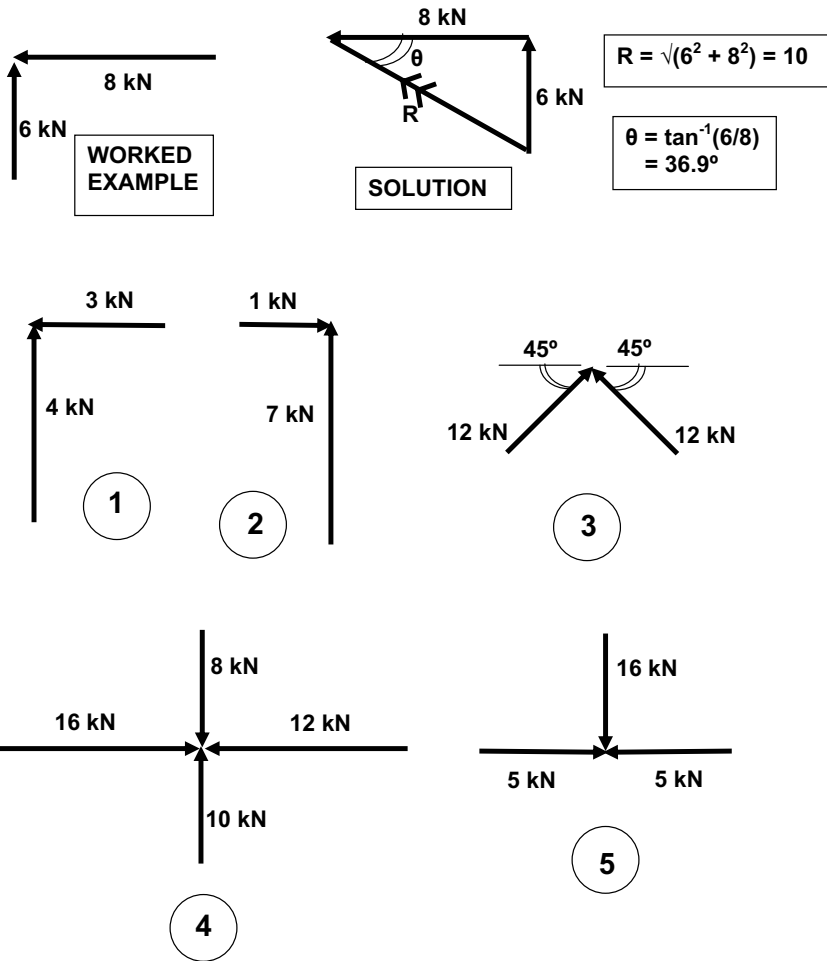 8 kN
6 kN
WORKED
EXAMPLE
8 kN
θ
6 kN
R
SOLUTION
R = √(6² + 8²) = 10
θ = tan⁻¹(6/8)
= 36.9º
3 kN
4 kN
1
1 kN
7 kN
2
45º
45º
12 kN
12 kN
3
8 kN
16 kN
12 kN
10 kN
4
16 kN
5 kN
5 kN
5